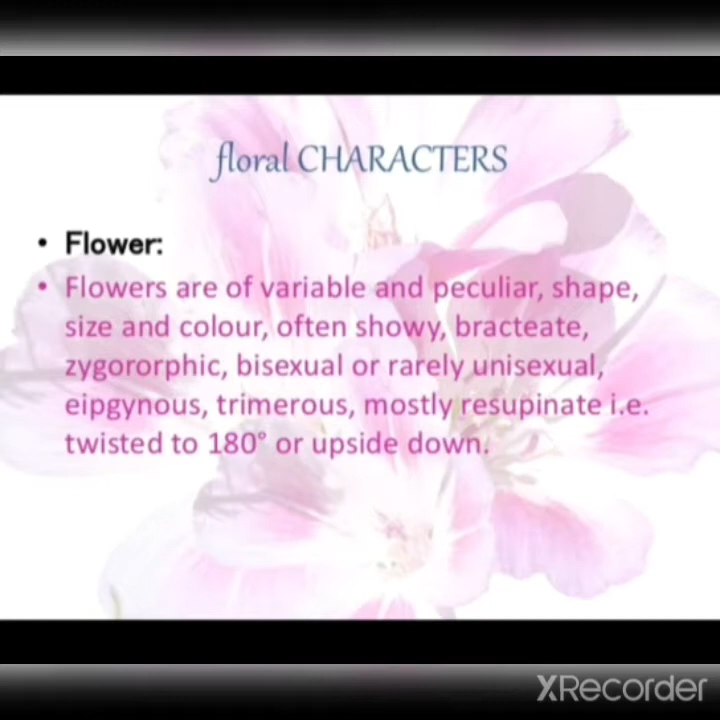 floral CHARACTERS
• Flower:
• Flowers are of variable and peculiar, shape,
size and colour, often showy, bracteate,
zygororphic, bisexual or rarely unisexual,
eipgynous, trimerous, mostly resupinate i.e.
twisted to 180° or upside down.
XRecorder